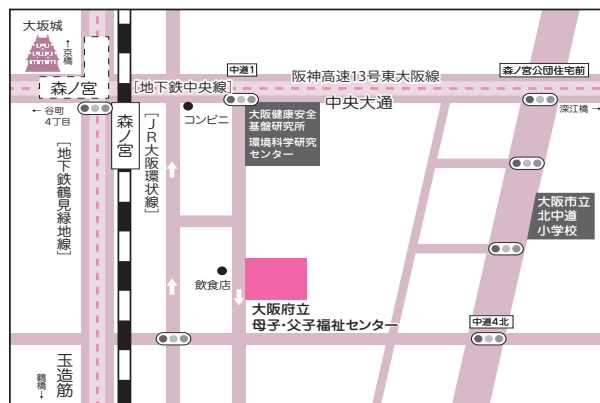 大坂城
↑京橋
森ノ宮
← 谷町
4丁目
[地下鉄鶴見緑地線]
森ノ宮
[JR大阪環状線]
[地下鉄中央線]
中道1
阪神高速13号東大阪線
中央大通
森ノ宮公団住宅前
深江橋→
コンビニ
大阪健康安全
基盤研究所
環境科学研究
センター
大阪市立
北中道
小学校
飲食店
大阪府立
母子・父子福祉センター
中道4北
玉造筋
鶴橋↓